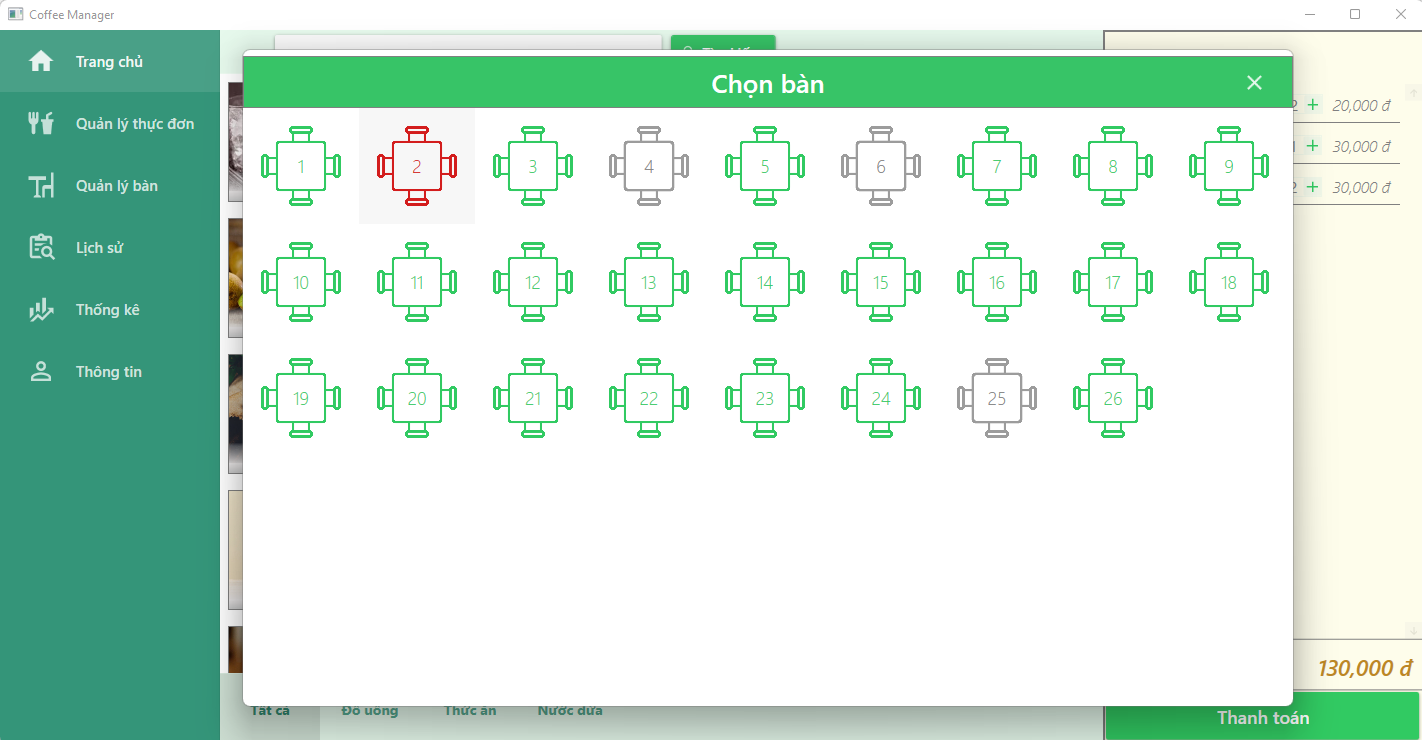 Coffee Manager
Trang chủ
Quản lý thực đơn
Quản lý bàn
Lịch sử
Thống kê
Thông tin
Chọn bàn
1 2 3 4 5 6 7 8 9
10 11 12 13 14 15 16 17 18
19 20 21 22 23 24 25 26
2 + 20,000 đ
+ 30,000 đ
2 + 30,000 đ
130,000 đ
Thanh toán
Tất cả Đồ uống Thức ăn Nước dừa